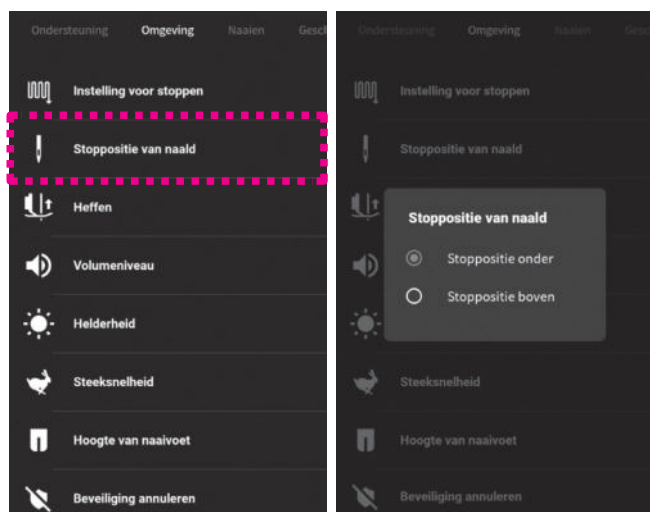 Ondersteuning Omgeving Naaien
Instelling voor stoppen
Stoppositie van naald
Heffen
Volumeniveau
Helderheid
Steeksnelheid
Hoogte van naaivoet
Beveiliging annuleren
Ondersteuning Omgeving Naaien
Instelling voor stoppen
Stoppositie van naald
Stoppositie van naald
Stoppositie onder
Stoppositie boven
Steeksnelheid
Hoogte van naaivoet
Beveiliging annuleren